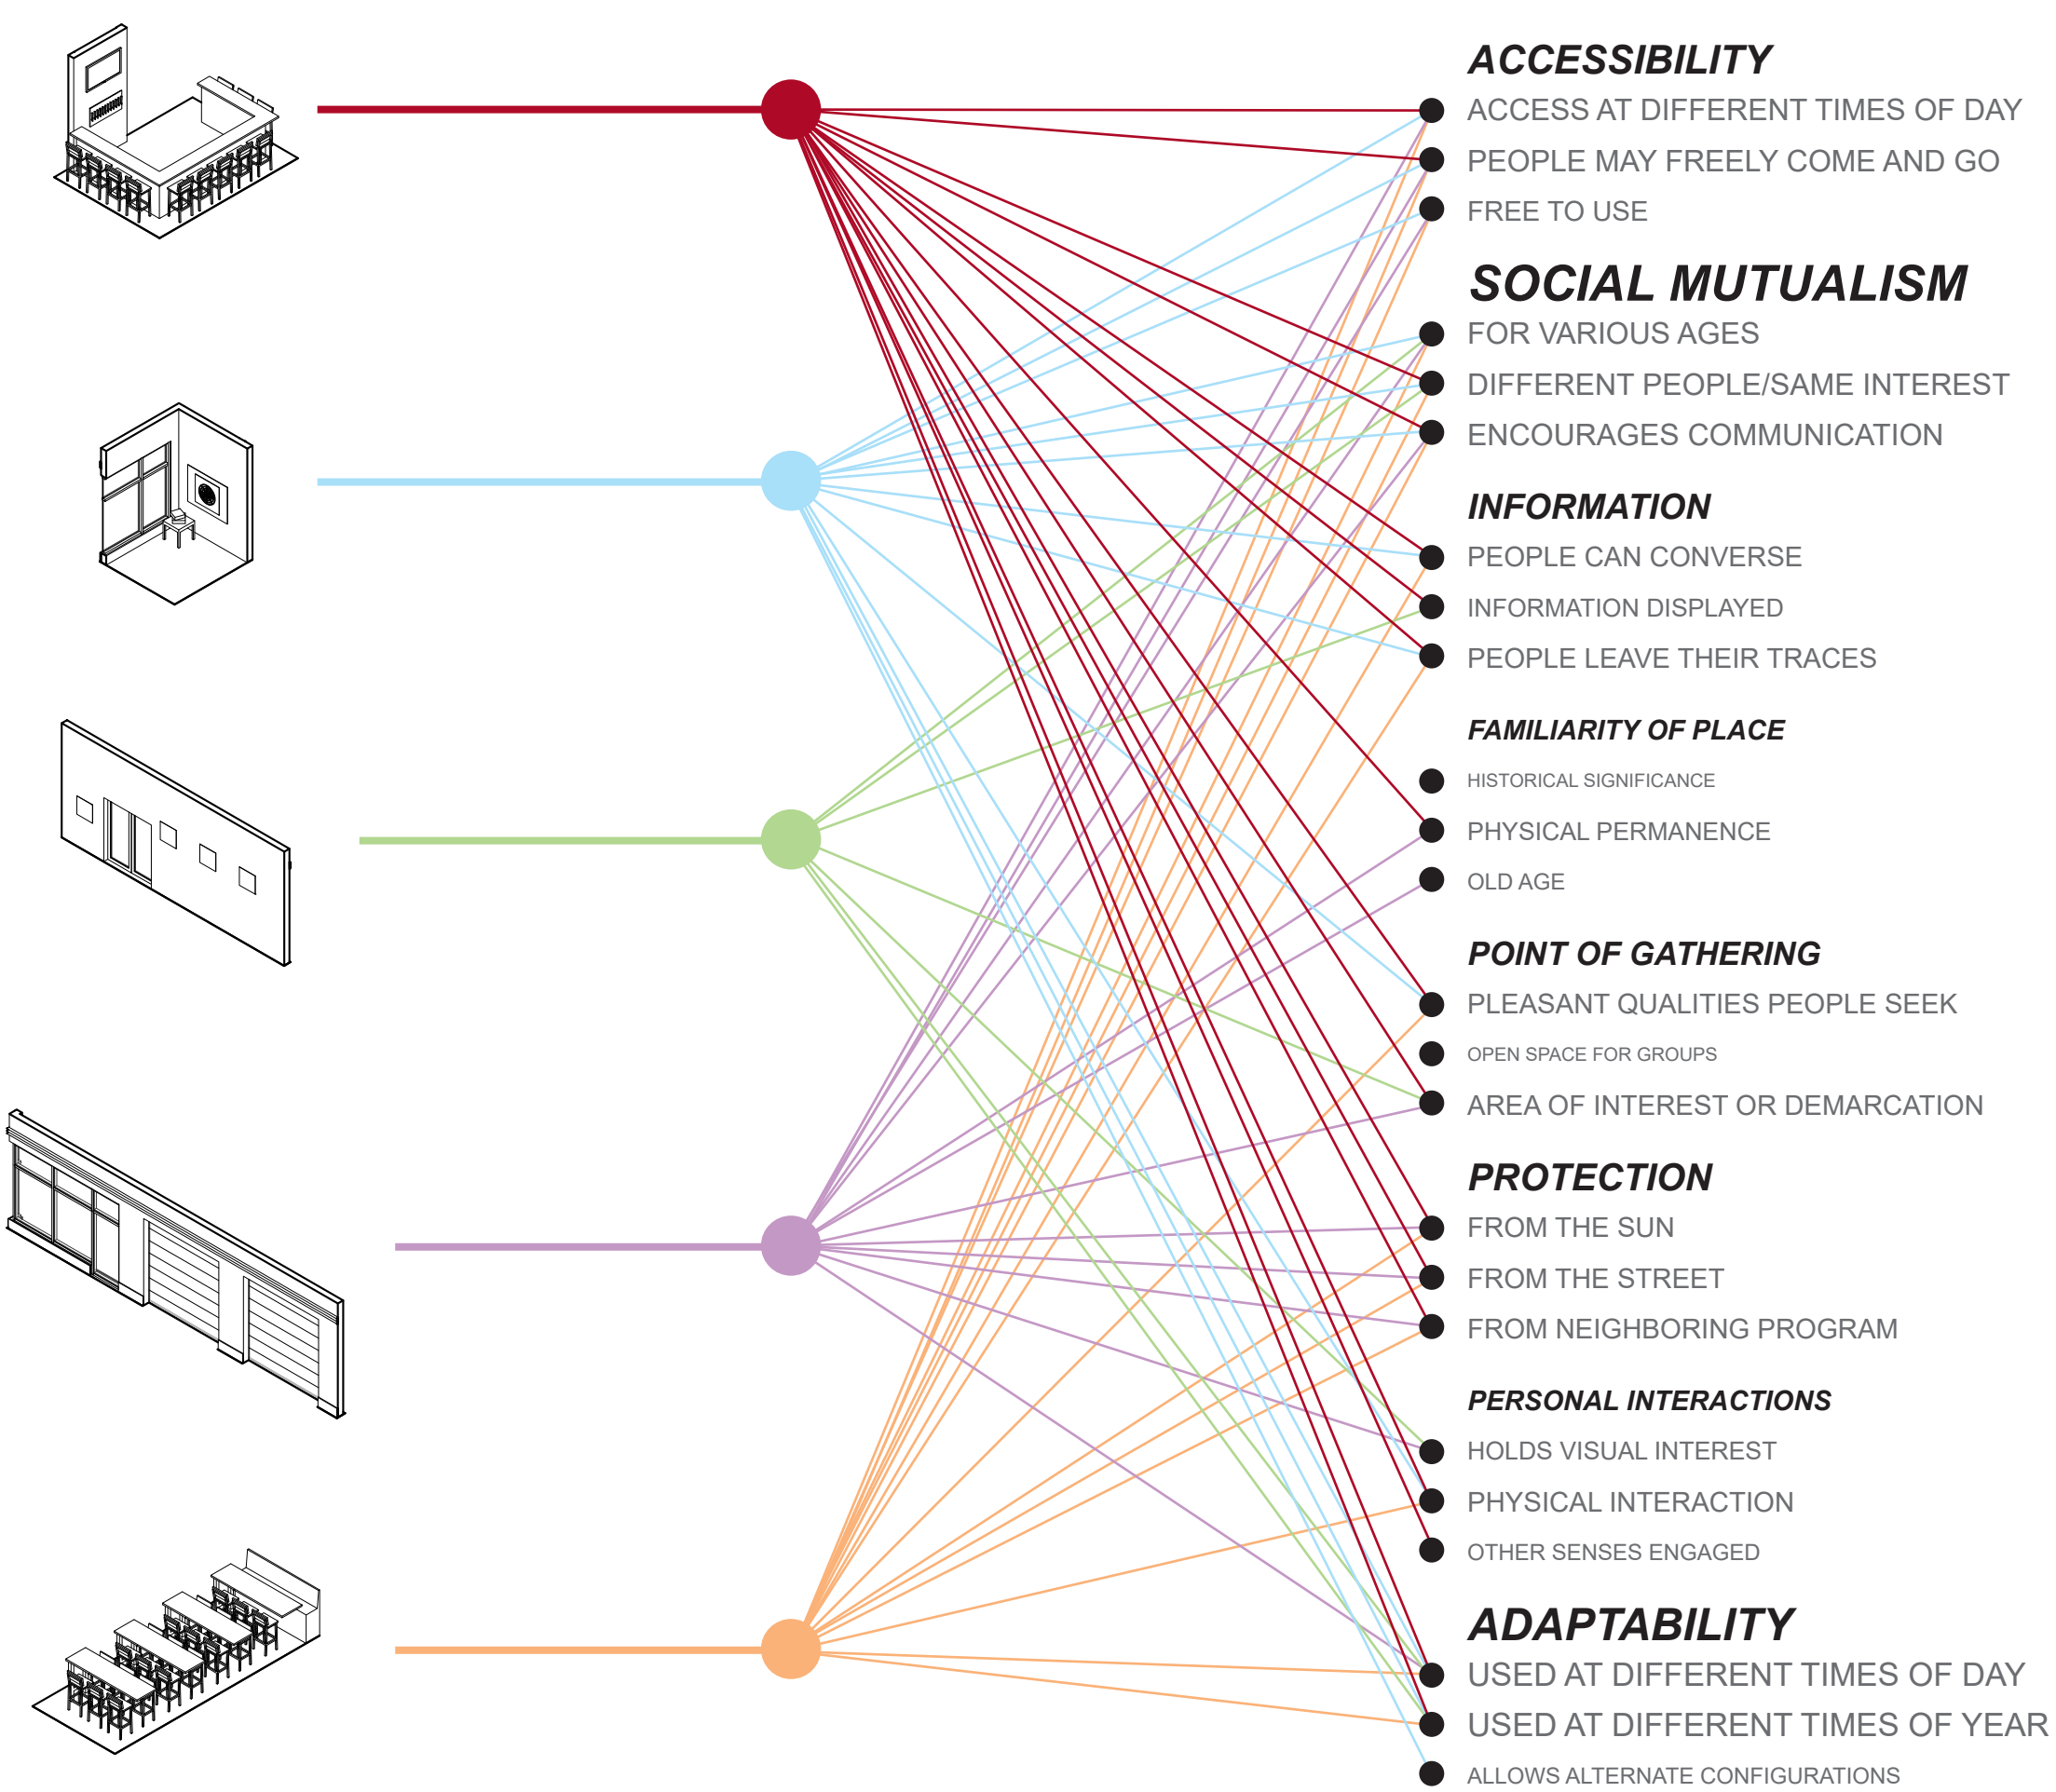 ACCESSIBILITY
ACCESS AT DIFFERENT TIMES OF DAY
PEOPLE MAY FREELY COME AND GO
FREE TO USE
SOCIAL MUTUALISM
FOR VARIOUS AGES
DIFFERENT PEOPLE/SAME INTEREST
ENCOURAGES COMMUNICATION
INFORMATION
PEOPLE CAN CONVERSE
INFORMATION DISPLAYED
PEOPLE LEAVE THEIR TRACES
FAMILIARITY OF PLACE
HISTORICAL SIGNIFICANCE
PHYSICAL PERMANENCE
OLD AGE
POINT OF GATHERING
PLEASANT QUALITIES PEOPLE SEEK
OPEN SPACE FOR GROUPS
AREA OF INTEREST OR DEMARCATION
PROTECTION
FROM THE SUN
FROM THE STREET
FROM NEIGHBORING PROGRAM
PERSONAL INTERACTIONS
HOLDS VISUAL INTEREST
PHYSICAL INTERACTION
OTHER SENSES ENGAGED
ADAPTABILITY
USED AT DIFFERENT TIMES OF DAY
USED AT DIFFERENT TIMES OF YEAR
ALLOWS ALTERNATE CONFIGURATIONS